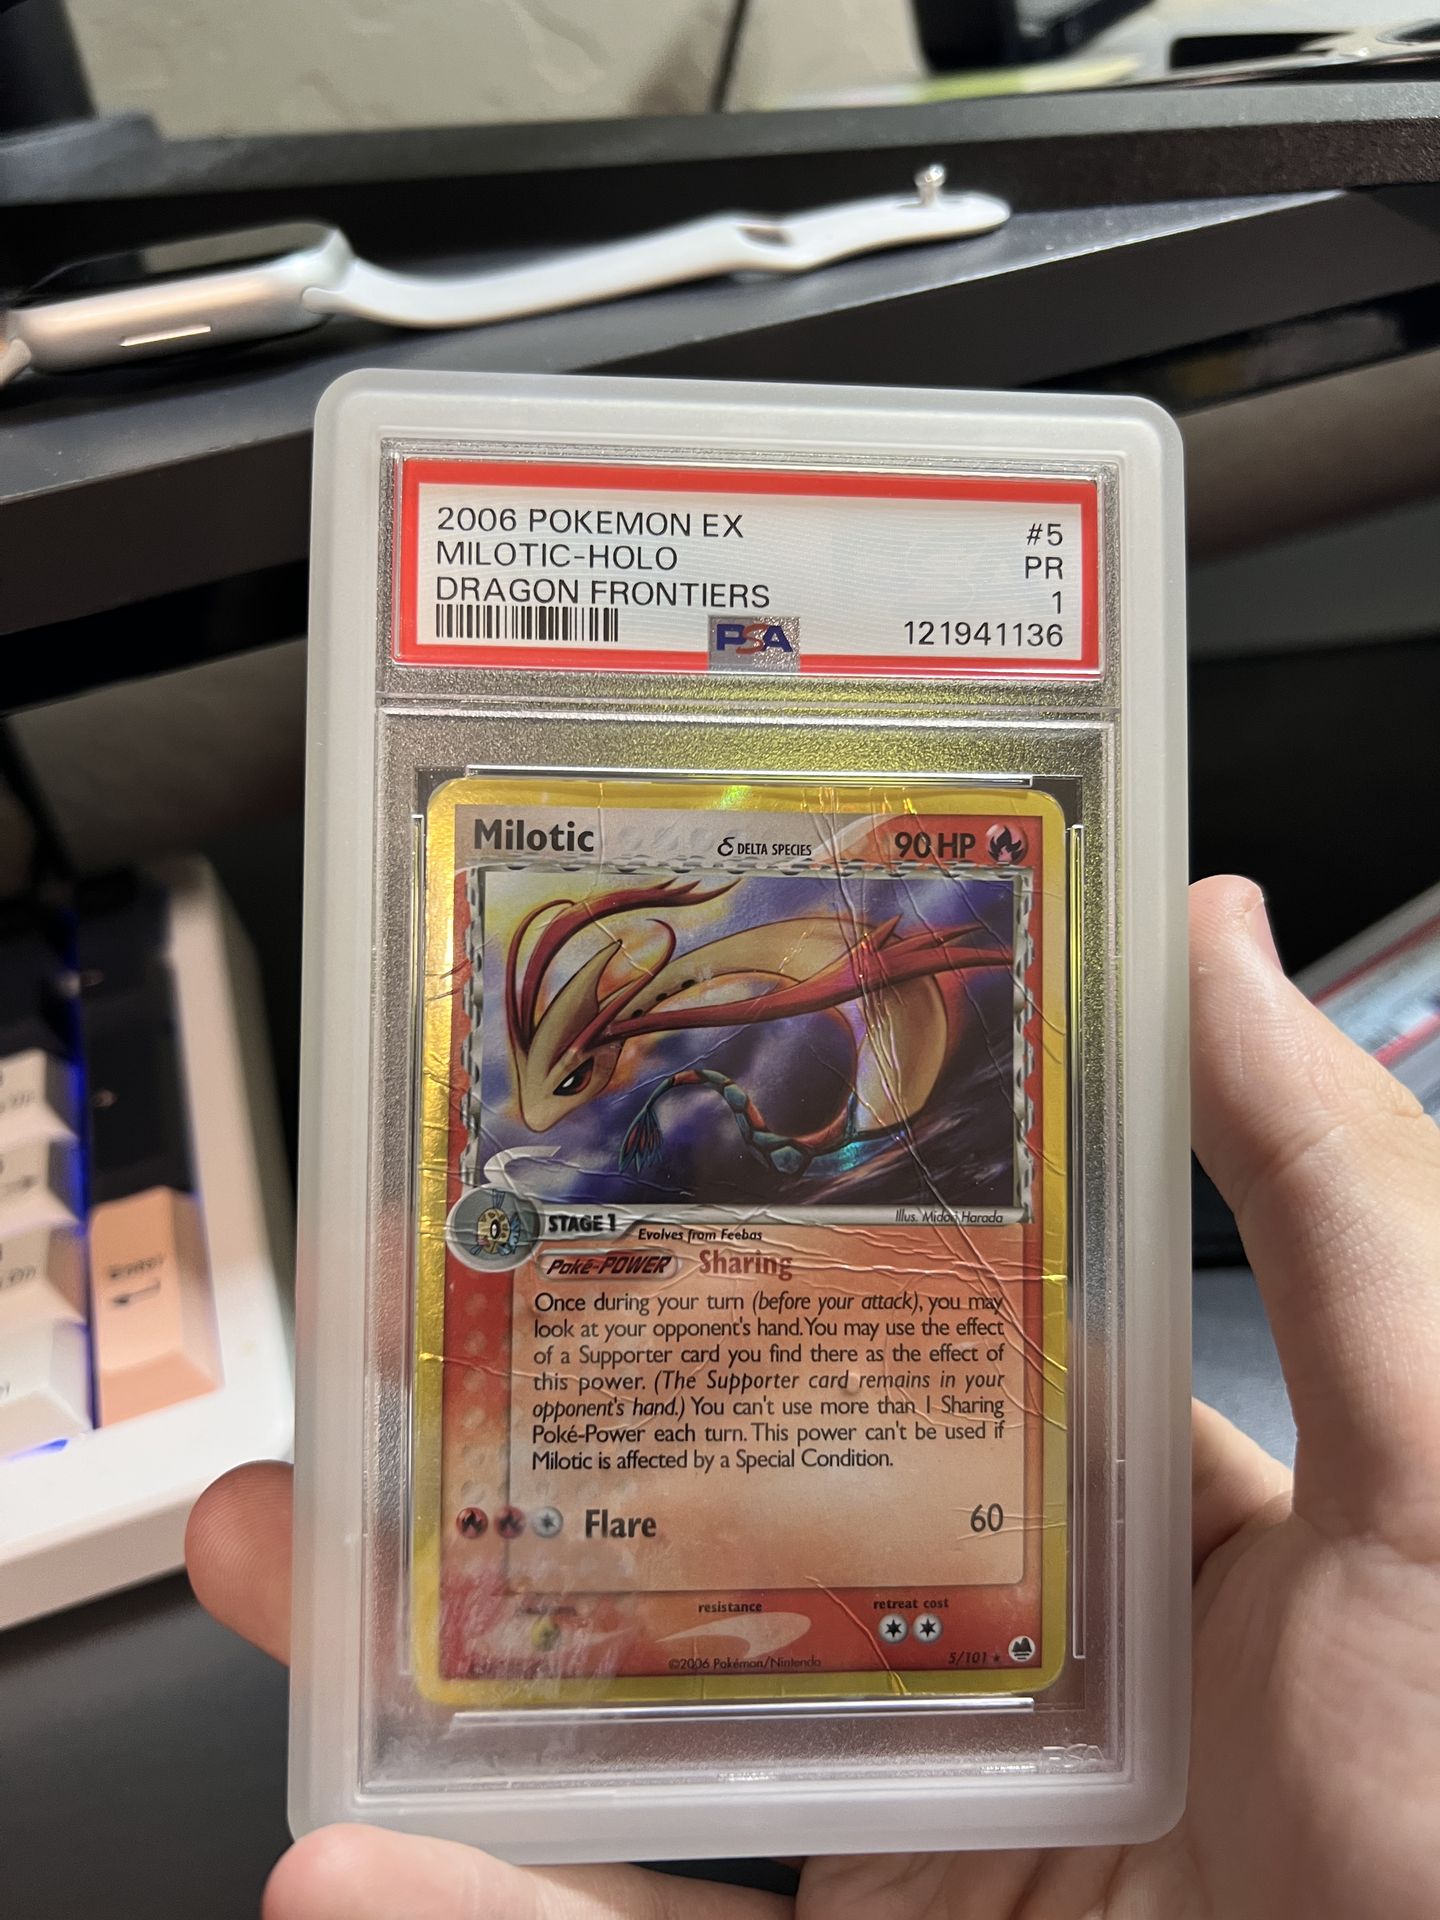 2006 POKEMON EX #5
MILOTIC-HOLO PR
DRAGON FRONTIERS 1
PSA 121941136
Milotic δ DELTA SPECIES 90 HP
Illus. Midori Harada
STAGE 1 Evolves from Feebas
Poké-POWER Sharing
Once during your turn (before your attack), you may
look at your opponent's hand. You may use the effect
of a Supporter card you find there as the effect of
this power. (The Supporter card remains in your
opponent's hand.) You can't use more than 1 Sharing
Poké-Power each turn. This power can't be used if
Milotic is affected by a Special Condition.
Flare 60
resistance retreat cost
©2006 Pokémon/Nintendo 5/101 ★
PSA
Enter